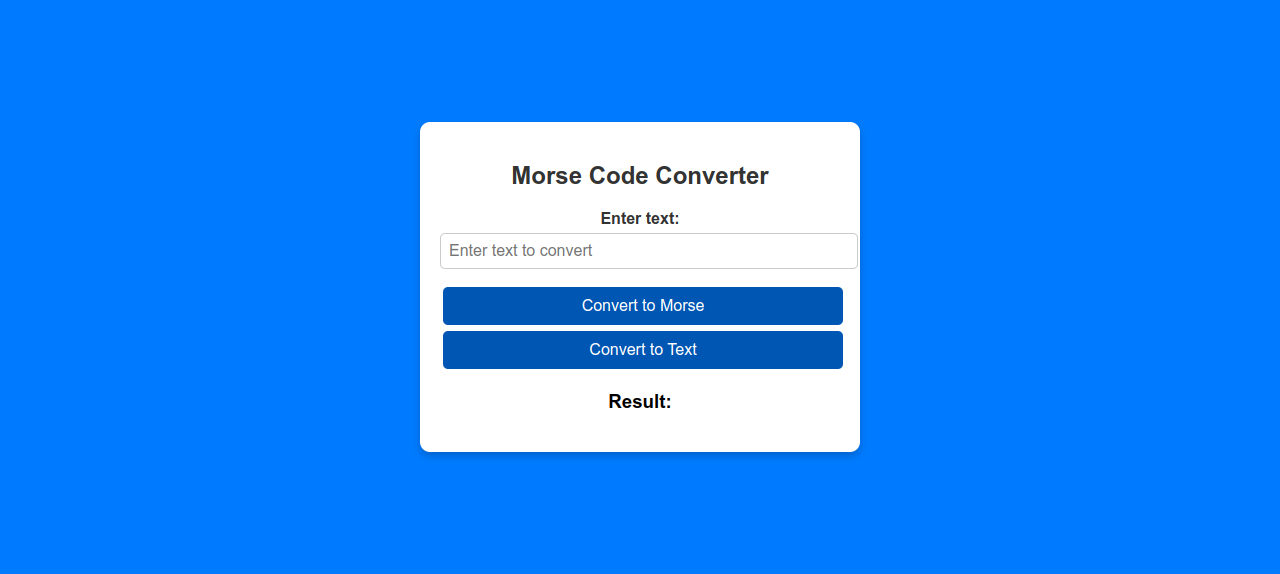 Morse Code Converter
Enter text:
Enter text to convert
Convert to Morse
Convert to Text
Result: